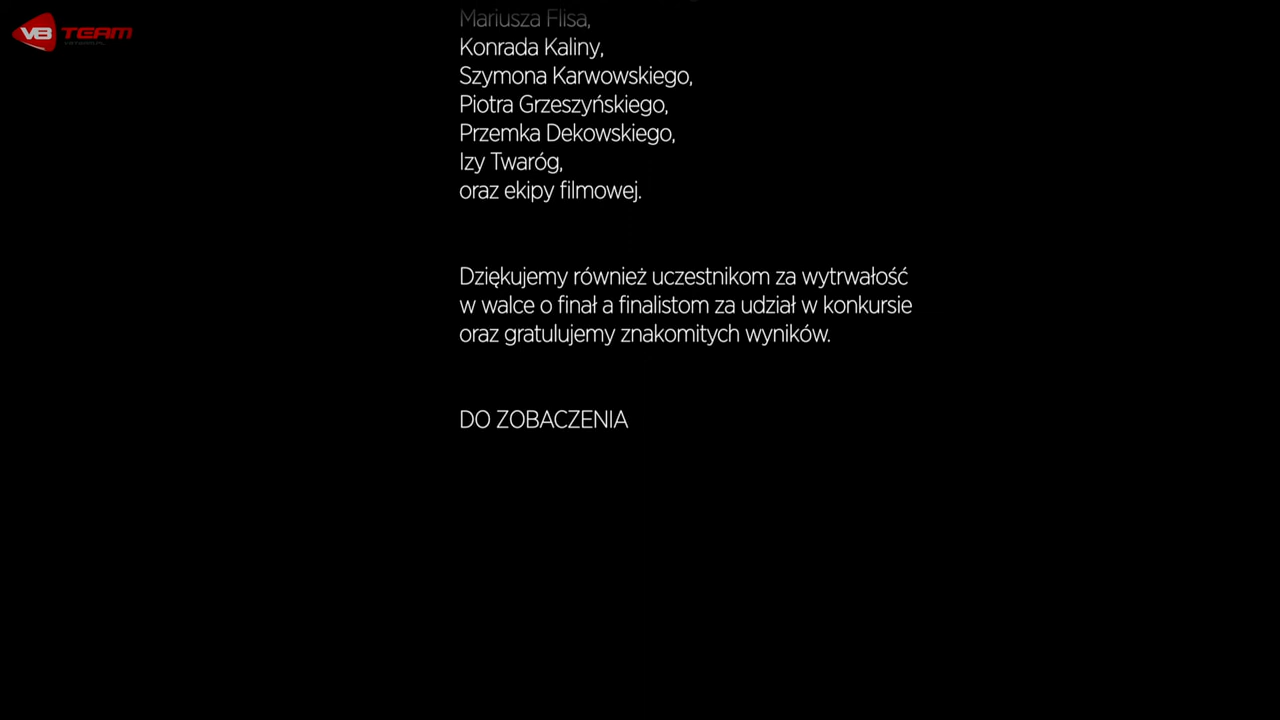 V8 TEAM
Mariusza Flisa,
Konrada Kaliny,
Szymona Karwowskiego,
Piotra Grzeszyńskiego,
Przemka Dekowskiego,
Izy Twaróg,
oraz ekipy filmowej.
Dziękujemy również uczestnikom za wytrwałość
w walce o finał a finalistom za udział w konkursie
oraz gratulujemy znakomitych wyników.
DO ZOBACZENIA